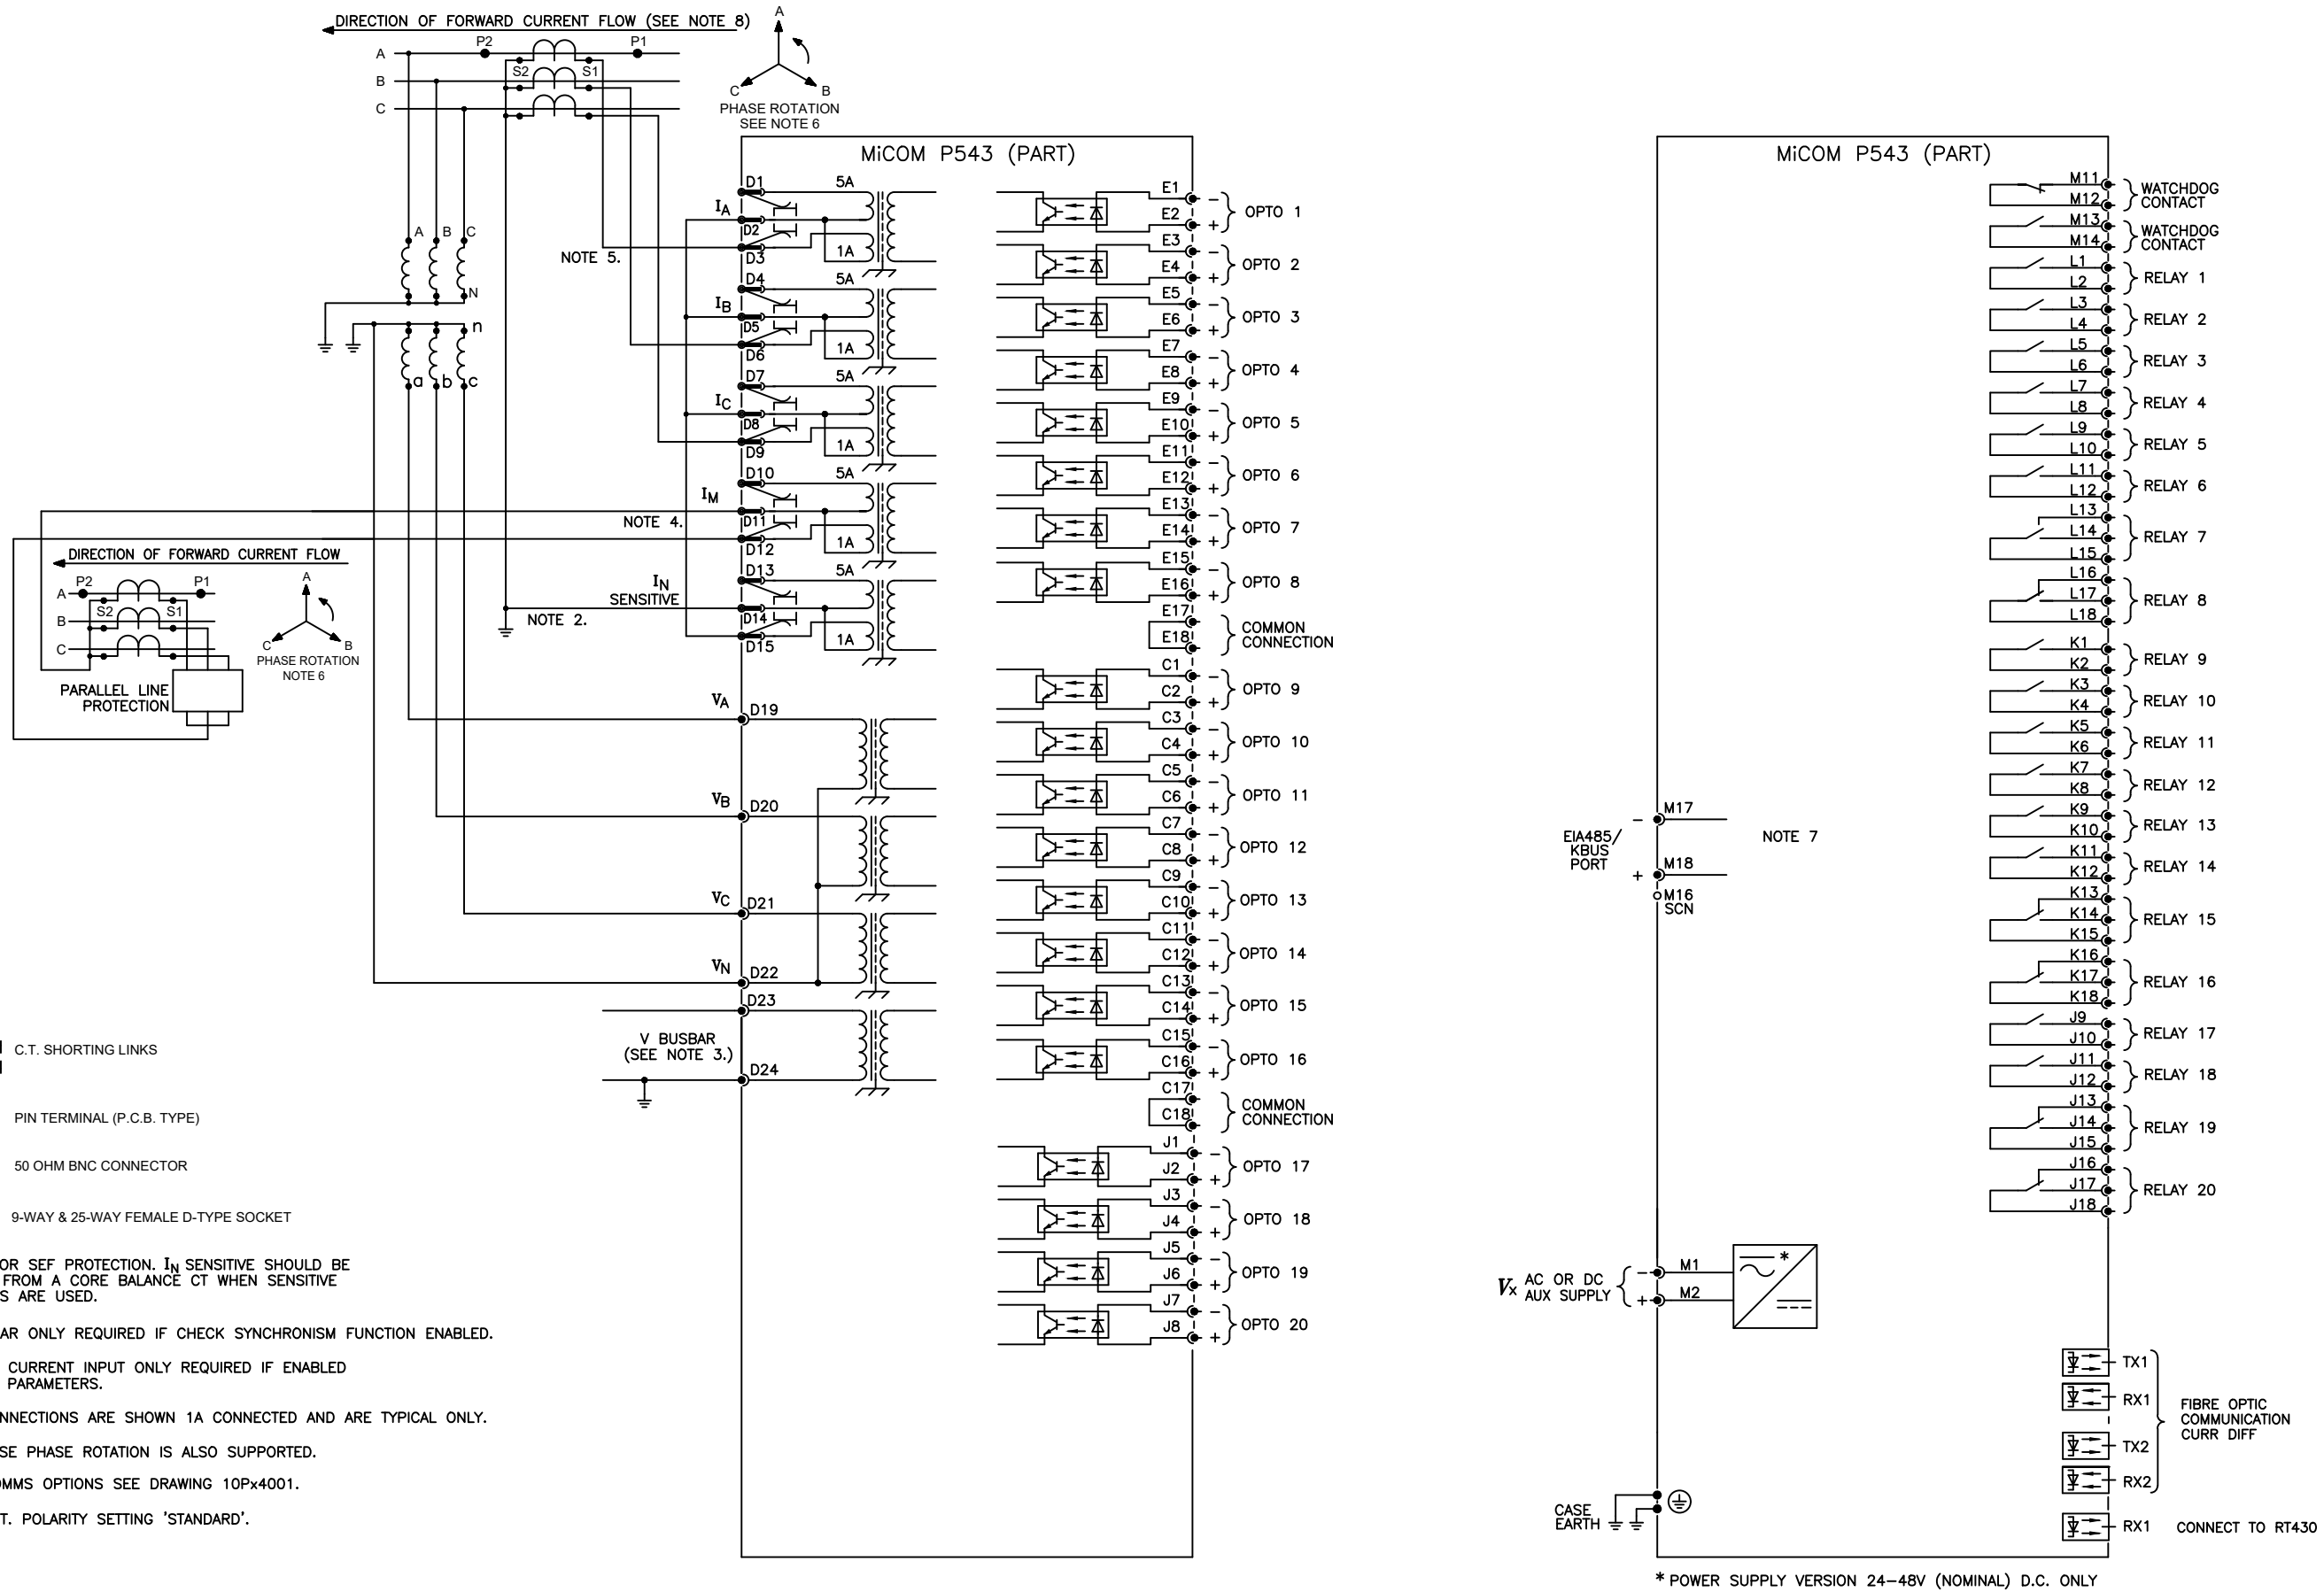 DIRECTION OF FORWARD CURRENT FLOW (SEE NOTE 8)
A
P2
P1
S2
S1
B
C
A
C
B
PHASE ROTATION
SEE NOTE 6
A
B
C
N
n
a
b
c
DIRECTION OF FORWARD CURRENT FLOW
A
P2
P1
S2
S1
B
C
A
C
B
PHASE ROTATION
NOTE 6
PARALLEL LINE
PROTECTION
MiCOM P543 (PART)
IA
D1
5A
D2
D3
1A
NOTE 5.
IB
D4
5A
D5
D6
1A
IC
D7
5A
D8
D9
1A
IM
D10
5A
D11
D12
1A
NOTE 4.
IN
SENSITIVE
D13
5A
D14
D15
1A
NOTE 2.
VA
D19
VB
D20
VC
D21
VN
D22
D23
V BUSBAR
(SEE NOTE 3.)
D24
E1
-
E2
+
OPTO 1
E3
-
E4
+
OPTO 2
E5
-
E6
+
OPTO 3
E7
-
E8
+
OPTO 4
E9
-
E10
+
OPTO 5
E11
-
E12
+
OPTO 6
E13
-
E14
+
OPTO 7
E15
-
E16
+
OPTO 8
E17
E18
COMMON
CONNECTION
C1
-
C2
+
OPTO 9
C3
-
C4
+
OPTO 10
C5
-
C6
+
OPTO 11
C7
-
C8
+
OPTO 12
C9
-
C10
+
OPTO 13
C11
-
C12
+
OPTO 14
C13
-
C14
+
OPTO 15
C15
-
C16
+
OPTO 16
C17
C18
COMMON
CONNECTION
J1
-
J2
+
OPTO 17
J3
-
J4
+
OPTO 18
J5
-
J6
+
OPTO 19
J7
-
J8
+
OPTO 20
C.T. SHORTING LINKS
PIN TERMINAL (P.C.B. TYPE)
50 OHM BNC CONNECTOR
9-WAY & 25-WAY FEMALE D-TYPE SOCKET
OR SEF PROTECTION. IN SENSITIVE SHOULD BE
FROM A CORE BALANCE CT WHEN SENSITIVE
S ARE USED.
AR ONLY REQUIRED IF CHECK SYNCHRONISM FUNCTION ENABLED.
CURRENT INPUT ONLY REQUIRED IF ENABLED
PARAMETERS.
NNECTIONS ARE SHOWN 1A CONNECTED AND ARE TYPICAL ONLY.
SE PHASE ROTATION IS ALSO SUPPORTED.
OMMS OPTIONS SEE DRAWING 10Px4001.
T. POLARITY SETTING 'STANDARD'.
MiCOM P543 (PART)
M11
M12
WATCHDOG
CONTACT
M13
M14
WATCHDOG
CONTACT
L1
L2
RELAY 1
L3
L4
RELAY 2
L5
L6
RELAY 3
L7
L8
RELAY 4
L9
L10
RELAY 5
L11
L12
RELAY 6
L13
L14
L15
RELAY 7
L16
L17
L18
RELAY 8
K1
K2
RELAY 9
K3
K4
RELAY 10
K5
K6
RELAY 11
K7
K8
RELAY 12
K9
K10
RELAY 13
K11
K12
RELAY 14
K13
K14
K15
RELAY 15
K16
K17
K18
RELAY 16
J9
J10
RELAY 17
J11
J12
RELAY 18
J13
J14
J15
RELAY 19
J16
J17
J18
RELAY 20
EIA485/
KBUS
PORT
-
M17
+
M18
M16
SCN
NOTE 7
Vx
AC OR DC
AUX SUPPLY
-
M1
+
M2
*
TX1
RX1
TX2
RX2
FIBRE OPTIC
COMMUNICATION
CURR DIFF
RX1
CONNECT TO RT430
CASE
EARTH
* POWER SUPPLY VERSION 24-48V (NOMINAL) D.C. ONLY